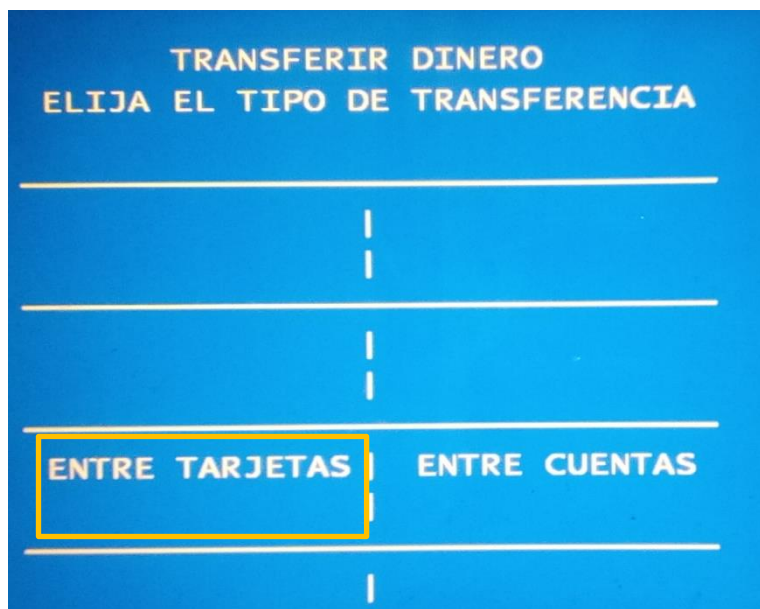 TRANSFERIR DINERO
ELIJA EL TIPO DE TRANSFERENCIA
ENTRE TARJETAS
ENTRE CUENTAS